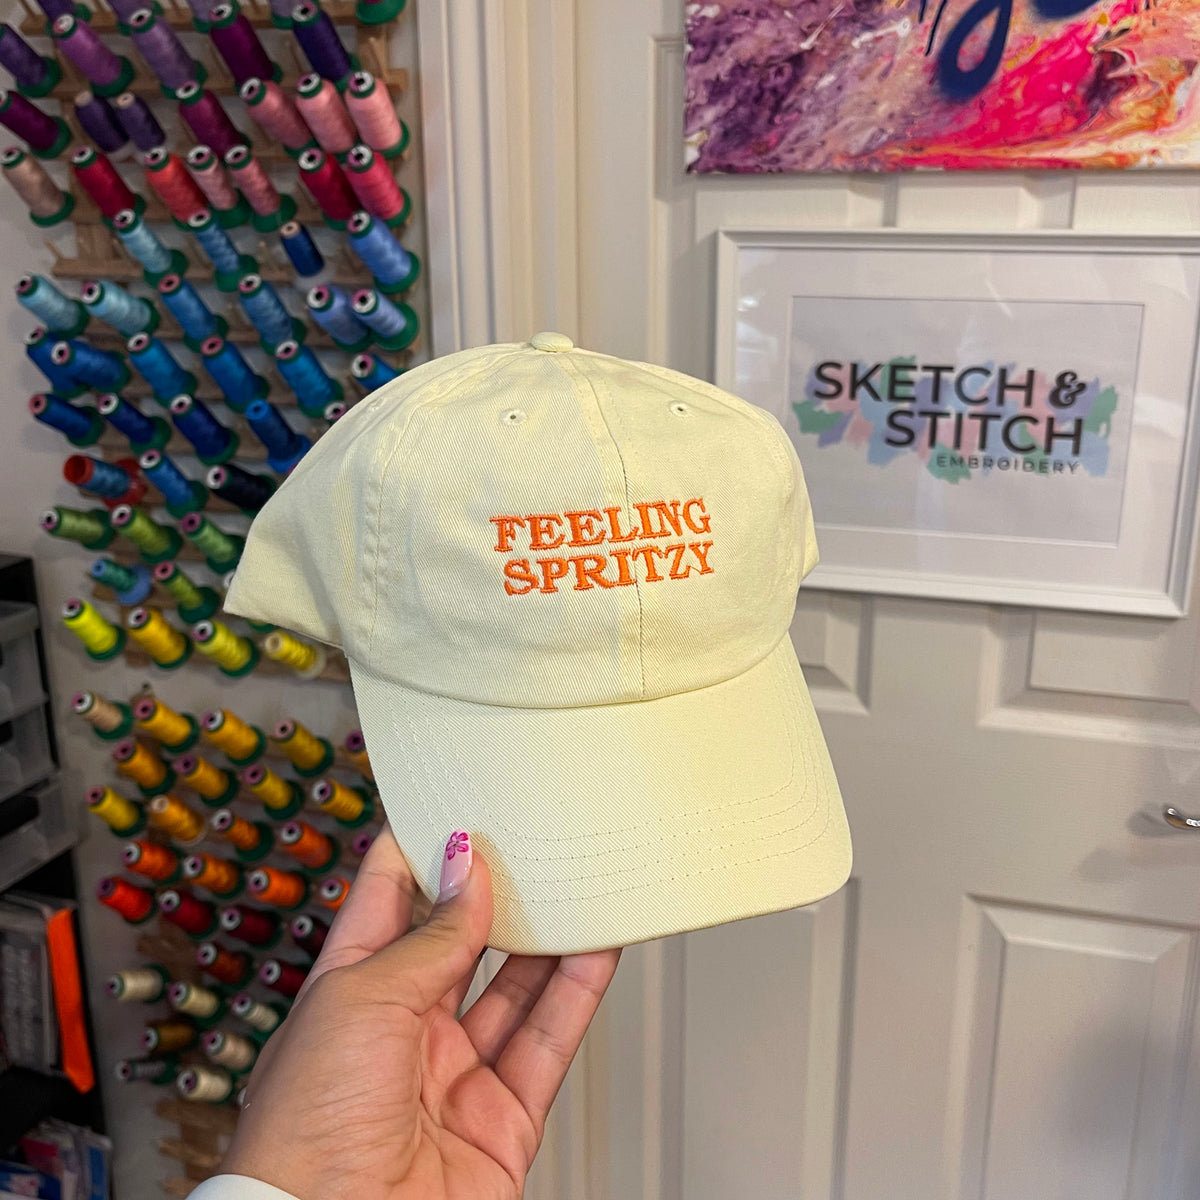 FEELING
SPRITZY
SKETCH &
STITCH
EMBROIDERY